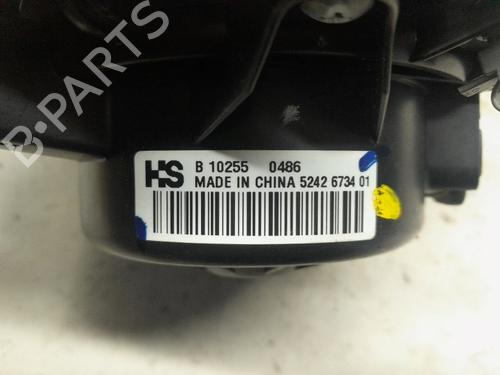 B-PARTS
HS B 10255 0486
MADE IN CHINA 5242 6734 01